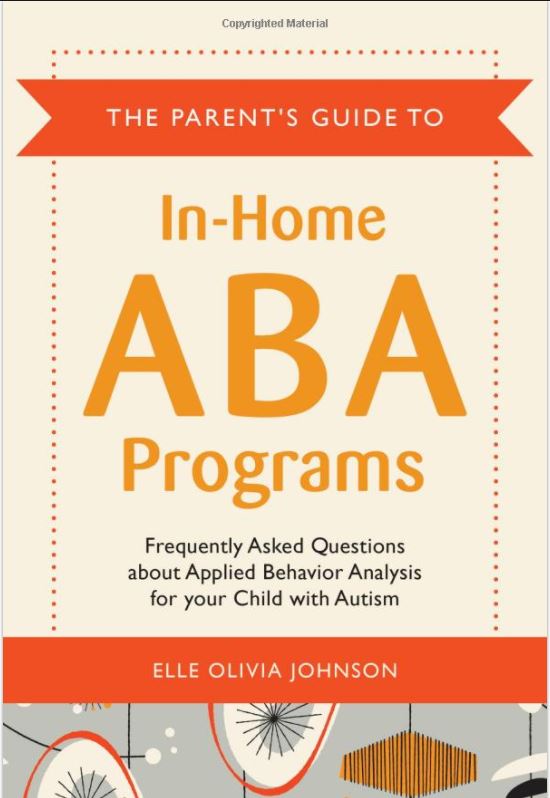 Copyrighted Material
THE PARENT'S GUIDE TO
In-Home
ABA
Programs
Frequently Asked Questions
about Applied Behavior Analysis
for your Child with Autism
ELLE OLIVIA JOHNSON